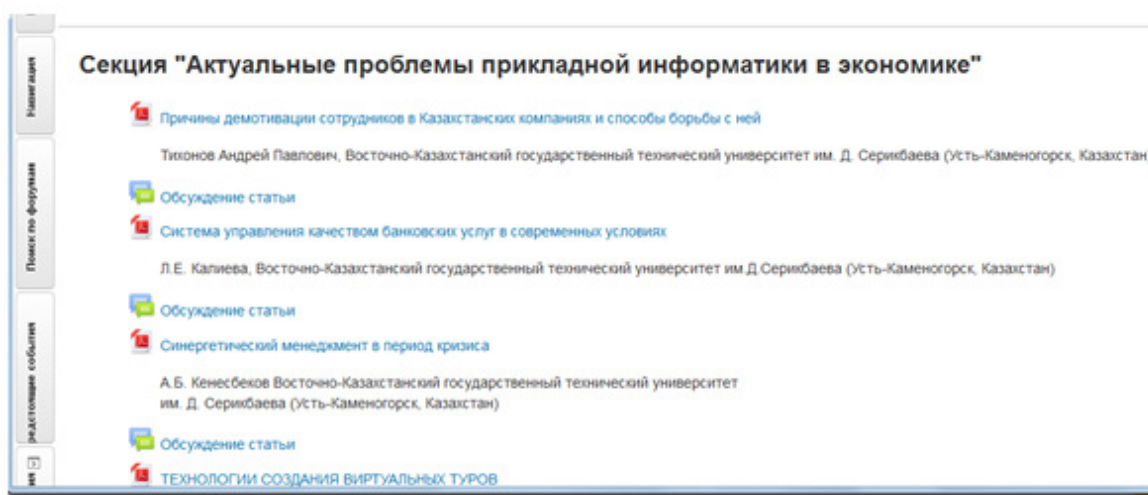 Секция "Актуальные проблемы прикладной информатики в экономике"
Причины демотивации сотрудников в Казахстанских компаниях и способы борьбы с ней
Тихонов Андрей Павлович, Восточно-Казахстанский государственный технический университет им. Д. Серикбаева (Усть-Каменогорск, Казахстан
Обсуждение статьи
Система управления качеством банковских услуг в современных условиях
Л.Е. Калиева, Восточно-Казахстанский государственный технический университет им.Д.Серикбаева (Усть-Каменогорск, Казахстан)
Обсуждение статьи
Синергетический менеджмент в период кризиса
А.Б. Кенесбеков Восточно-Казахстанский государственный технический университет
им. Д. Серикбаева (Усть-Каменогорск, Казахстан)
Обсуждение статьи
ТЕХНОЛОГИИ СОЗДАНИЯ ВИРТУАЛЬНЫХ ТУРОВ
Навигация
Поиск по форумам
редстоящие события